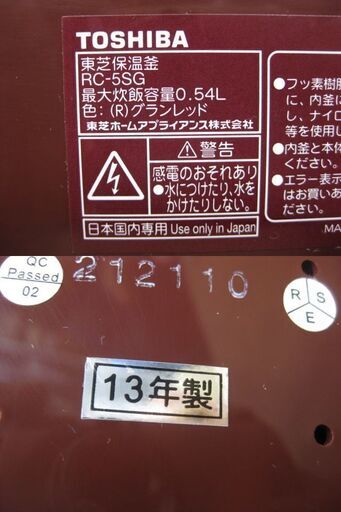 TOSHIBA
東芝保温釜
RC-5SG
最大炊飯容量0.54L
色：(R)グランレッド
東芝ホームアプライアンス株式会社
⚠警告
感電のおそれあり
●水につけたり、水を
かけたりしない。
日本国内専用 Use only in Japan
●フッ素樹脂
に、内釜に
し、ナイロ
等を使用し
●内釜と本体
ください。
●エラー表示
はお買いあ
ださい。
MA
QC
Passed
02
212110
R S
E
13年製